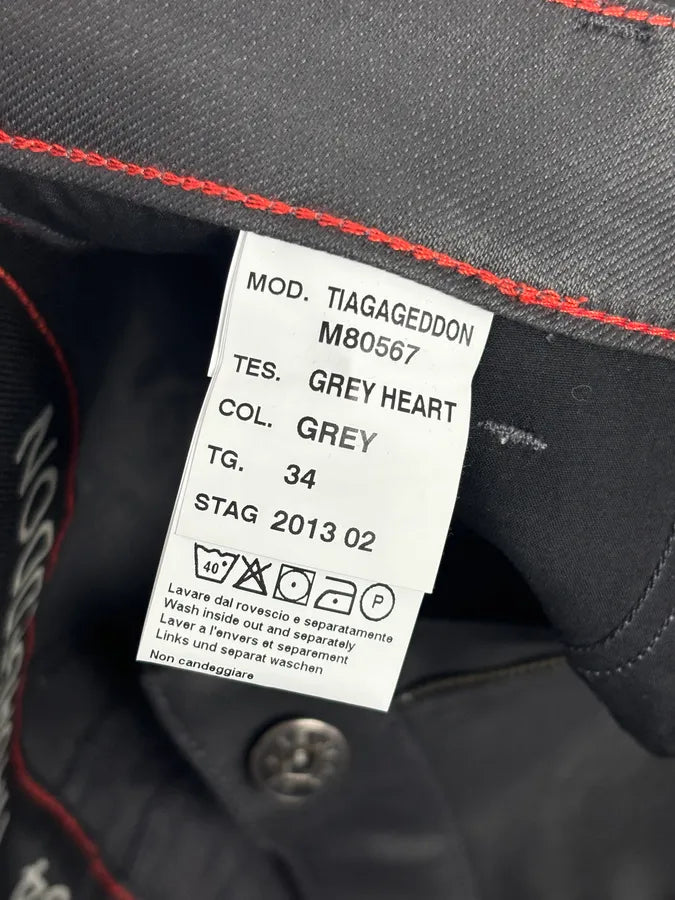 MOD. TIAGAGEDDON
M80567
TES. GREY HEART
COL. GREY
TG. 34
STAG 2013 02
40°
P
Lavare dal rovescio e separatamente
Wash inside out and separately
Laver a l'envers et separement
Links und separat waschen
Non candeggiare